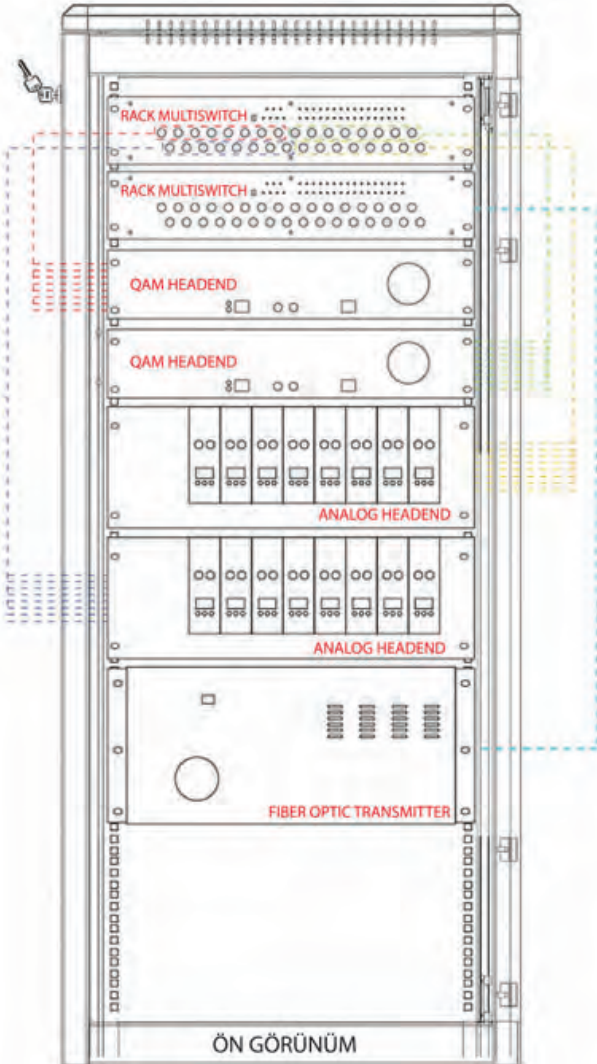 RACK MULTISWITCH
RACK MULTISWITCH
QAM HEADEND
QAM HEADEND
ANALOG HEADEND
ANALOG HEADEND
FIBER OPTIC TRANSMITTER
ÖN GÖRÜNÜM